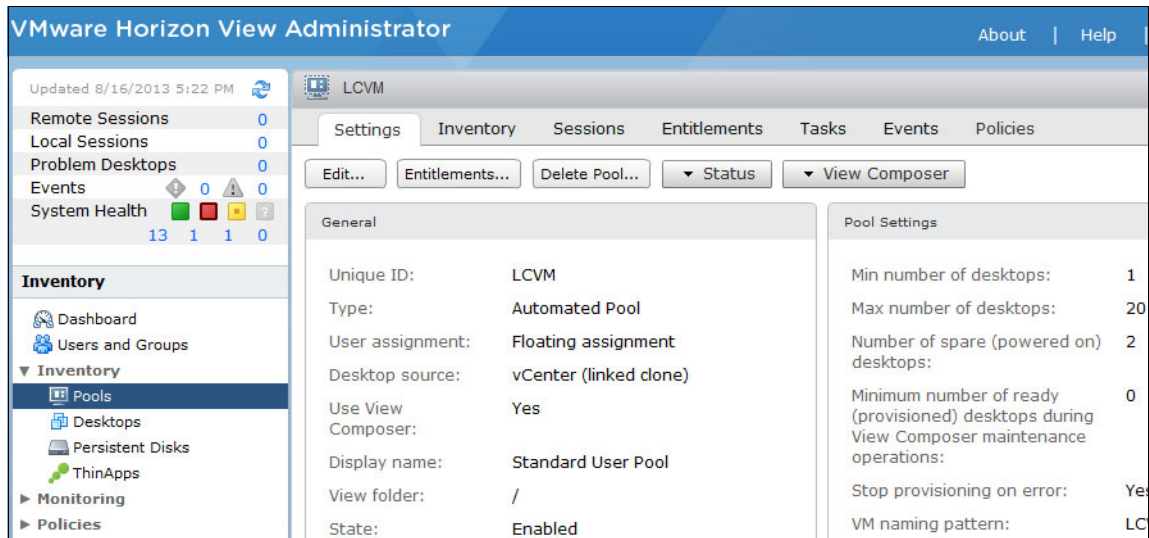 VMware Horizon View Administrator
About | Help |
Updated 8/16/2013 5:22 PM
Remote Sessions 0
Local Sessions 0
Problem Desktops 0
Events 0 0
System Health
13 1 1 0
Inventory
Dashboard
Users and Groups
Inventory
Pools
Desktops
Persistent Disks
ThinApps
Monitoring
Policies
LCVM
Settings Inventory Sessions Entitlements Tasks Events Policies
Edit... Entitlements... Delete Pool... Status View Composer
General
Unique ID: LCVM
Type: Automated Pool
User assignment: Floating assignment
Desktop source: vCenter (linked clone)
Use View
Composer: Yes
Display name: Standard User Pool
View folder: /
State: Enabled
Pool Settings
Min number of desktops: 1
Max number of desktops: 20
Number of spare (powered on) 2
desktops:
Minimum number of ready 0
(provisioned) desktops during
View Composer maintenance
operations:
Stop provisioning on error:
VM naming pattern: